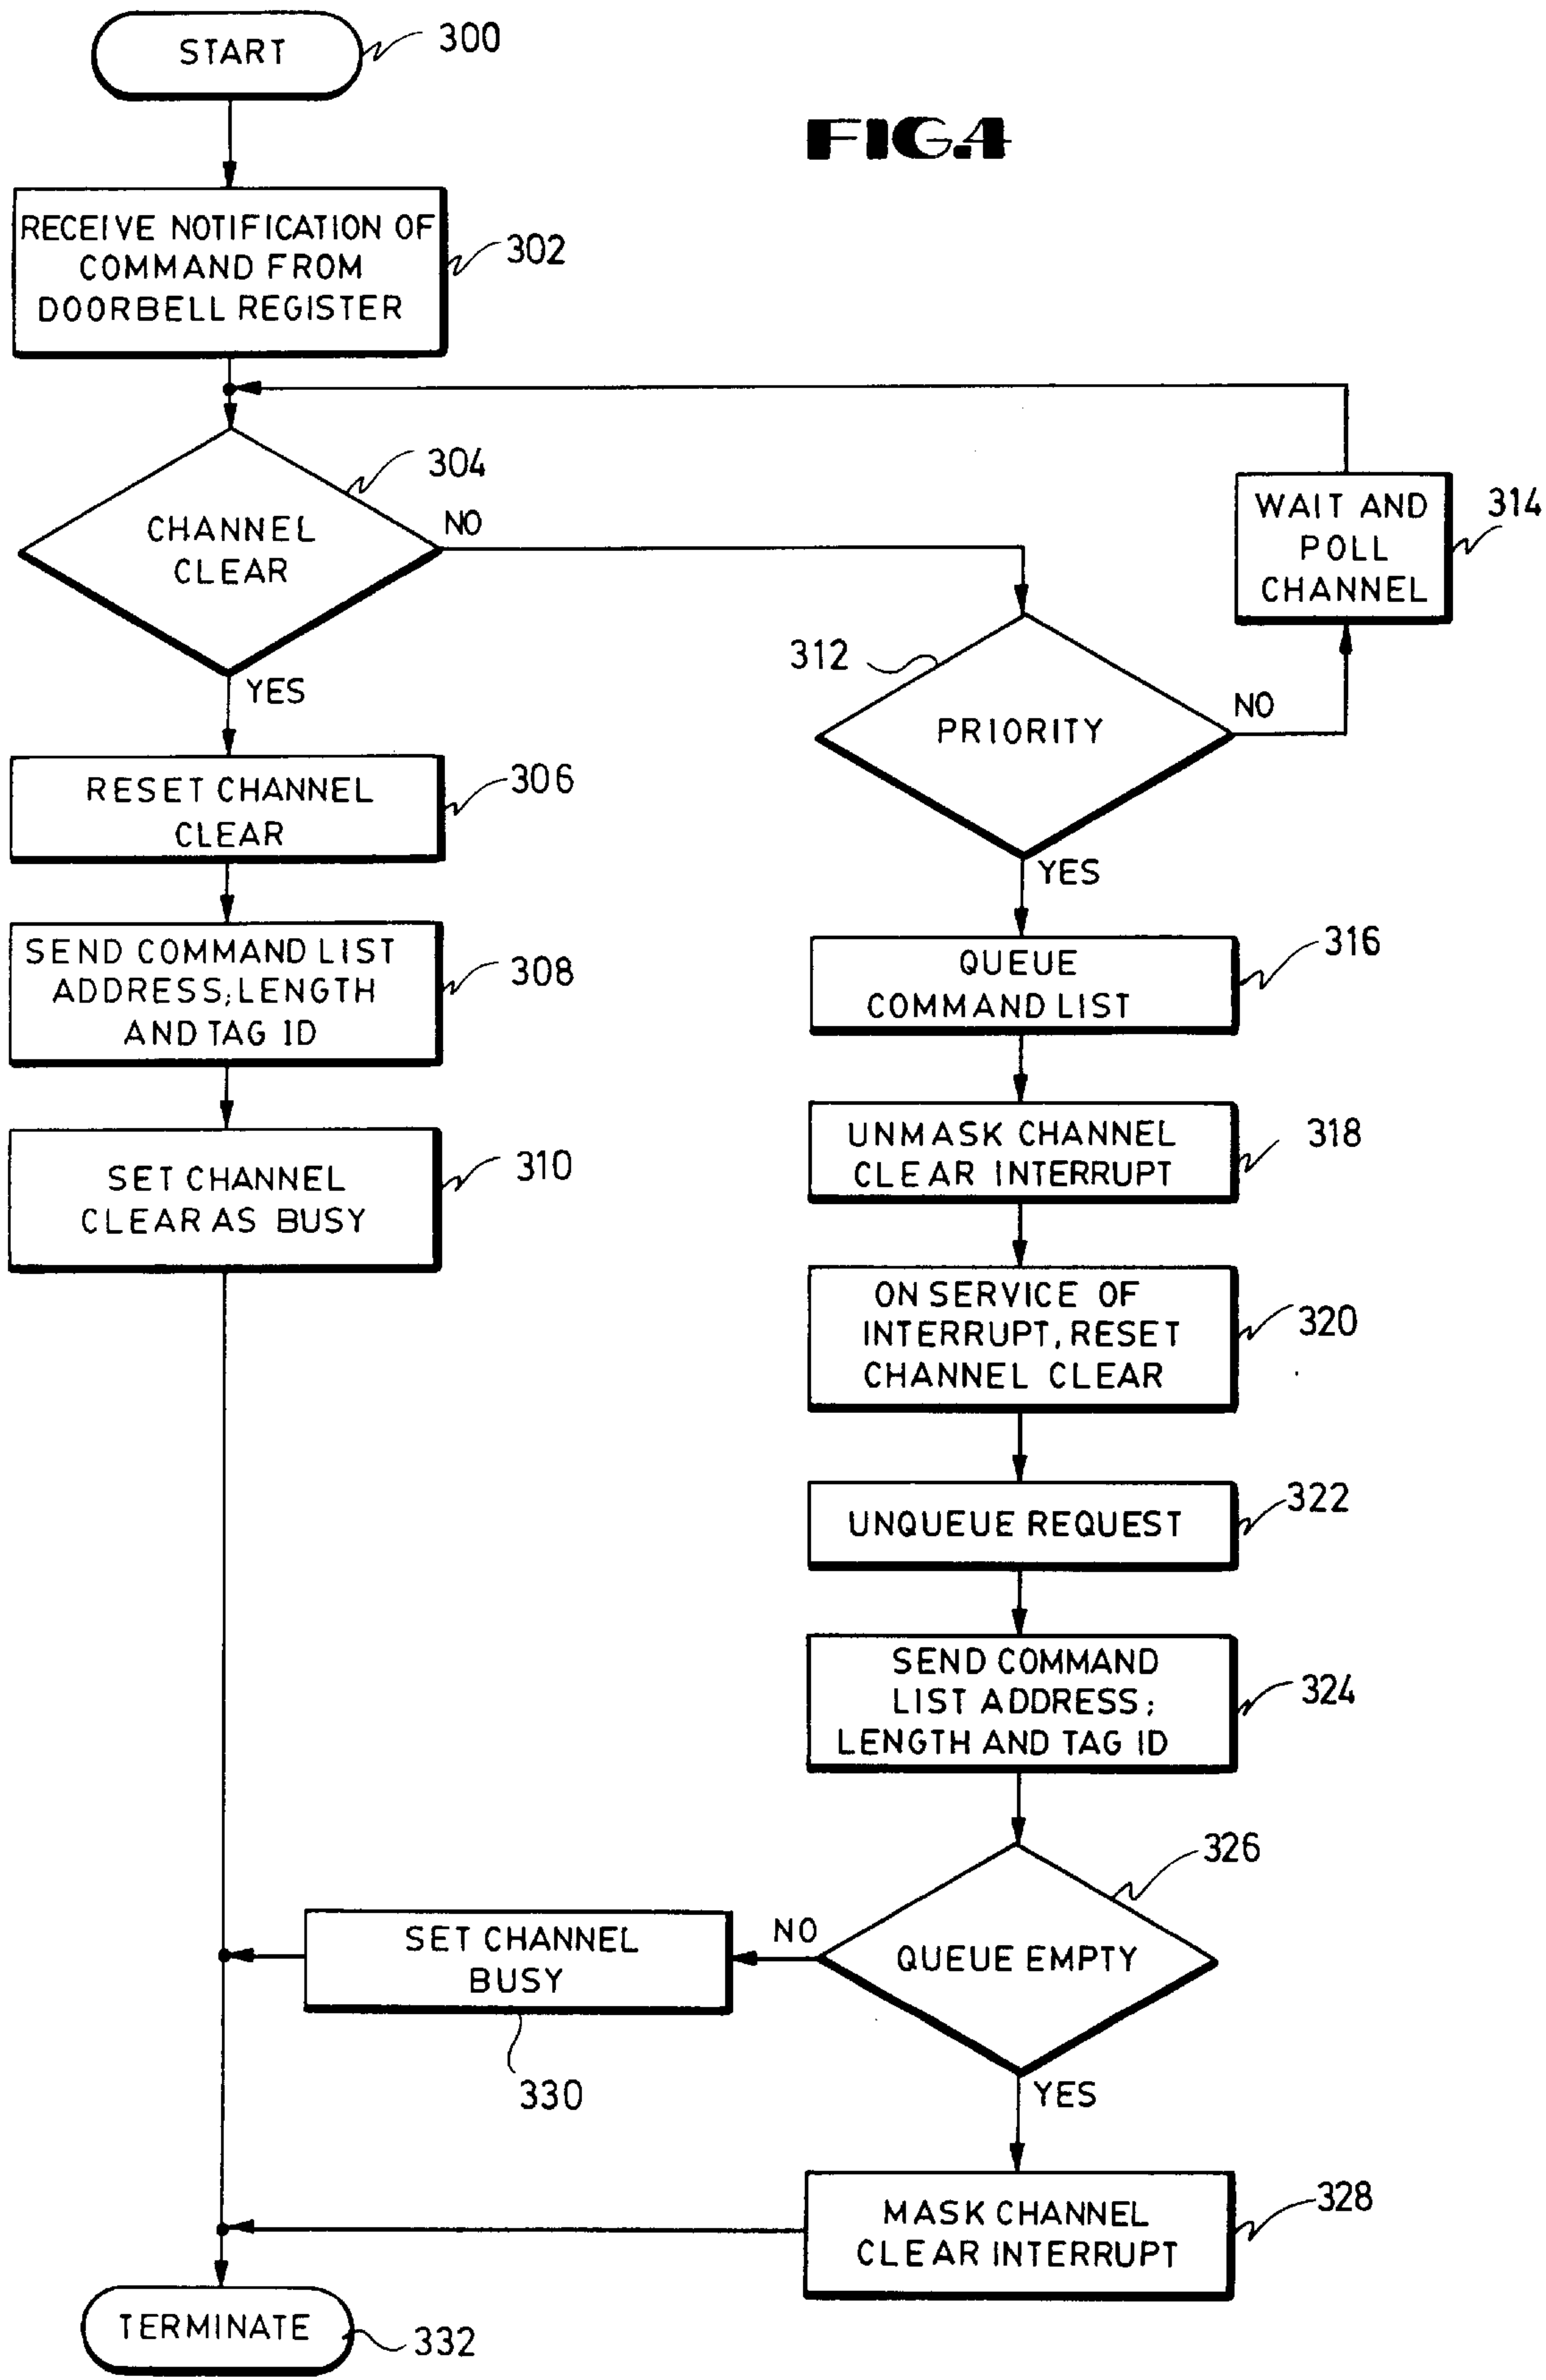 START
300
FIG.4
RECEIVE NOTIFICATION OF
COMMAND FROM
DOORBELL REGISTER
302
304
CHANNEL
CLEAR
NO
YES
WAIT AND
POLL
CHANNEL
314
312
PRIORITY
NO
YES
RESET CHANNEL
CLEAR
306
SEND COMMAND LIST
ADDRESS; LENGTH
AND TAG ID
308
SET CHANNEL
CLEAR AS BUSY
310
QUEUE
COMMAND LIST
316
UNMASK CHANNEL
CLEAR INTERRUPT
318
ON SERVICE OF
INTERRUPT, RESET
CHANNEL CLEAR
320
UNQUEUE REQUEST
322
SEND COMMAND
LIST ADDRESS;
LENGTH AND TAG ID
324
326
QUEUE EMPTY
NO
YES
SET CHANNEL
BUSY
330
MASK CHANNEL
CLEAR INTERRUPT
328
TERMINATE
332